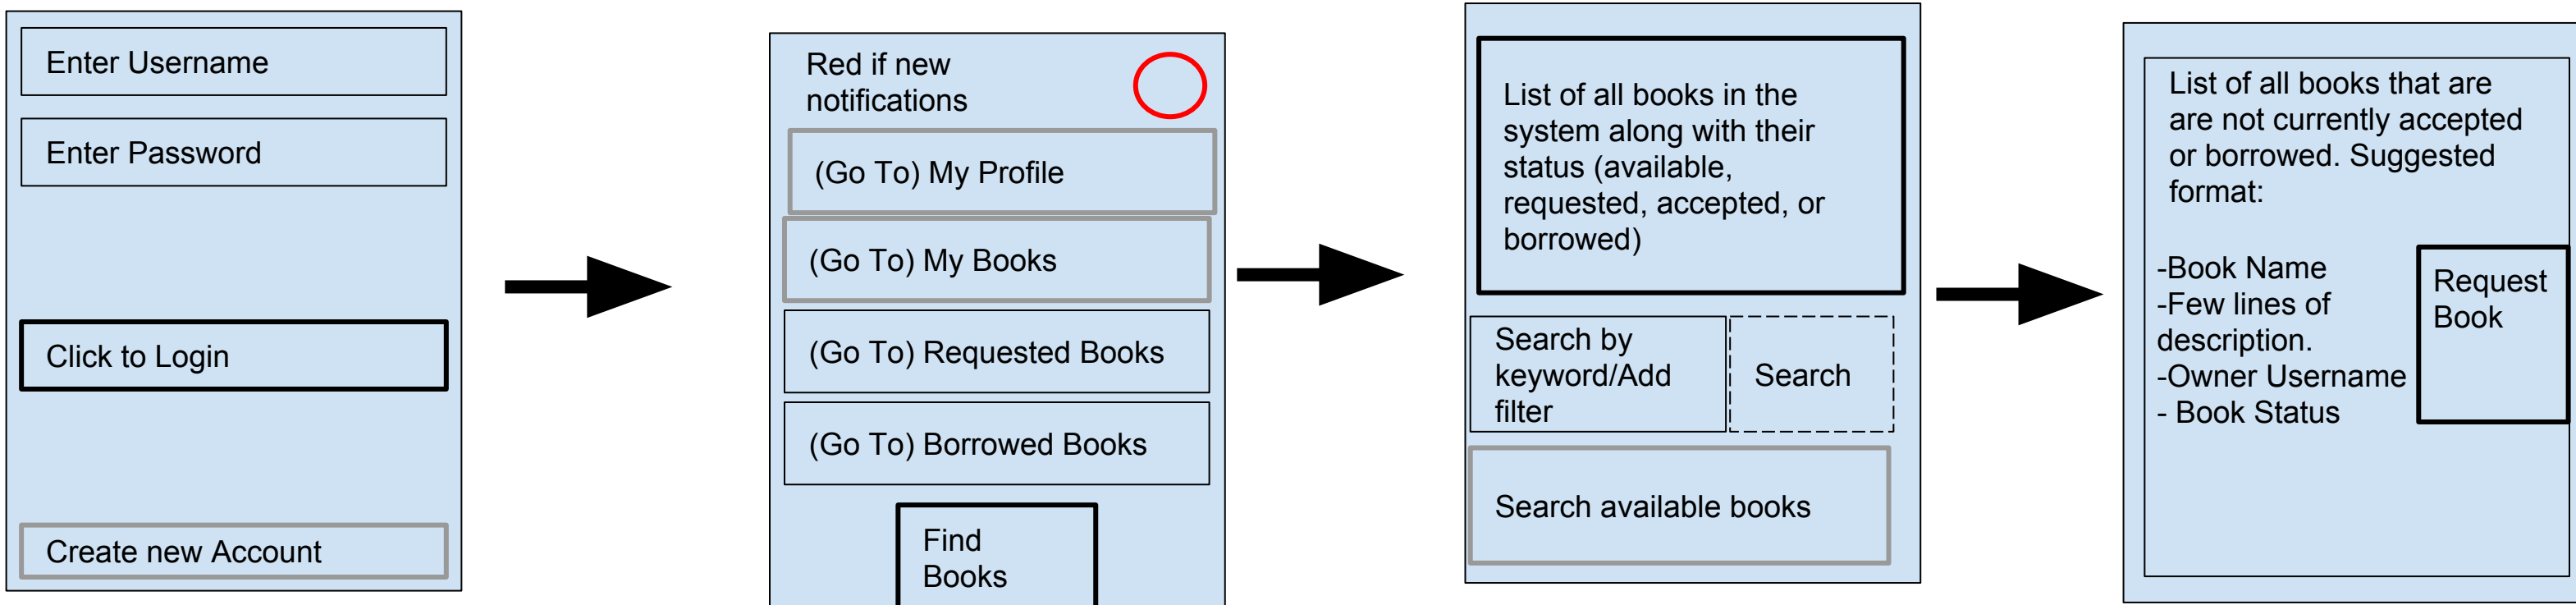 Enter Username
Enter Password
Click to Login
Create new Account
Red if new
notifications
(Go To) My Profile
(Go To) My Books
(Go To) Requested Books
(Go To) Borrowed Books
Find
Books
List of all books in the
system along with their
status (available,
requested, accepted, or
borrowed)
Search by
keyword/Add
filter
Search
Search available books
List of all books that are
are not currently accepted
or borrowed. Suggested
format:
-Book Name
-Few lines of
description.
-Owner Username
- Book Status
Request
Book